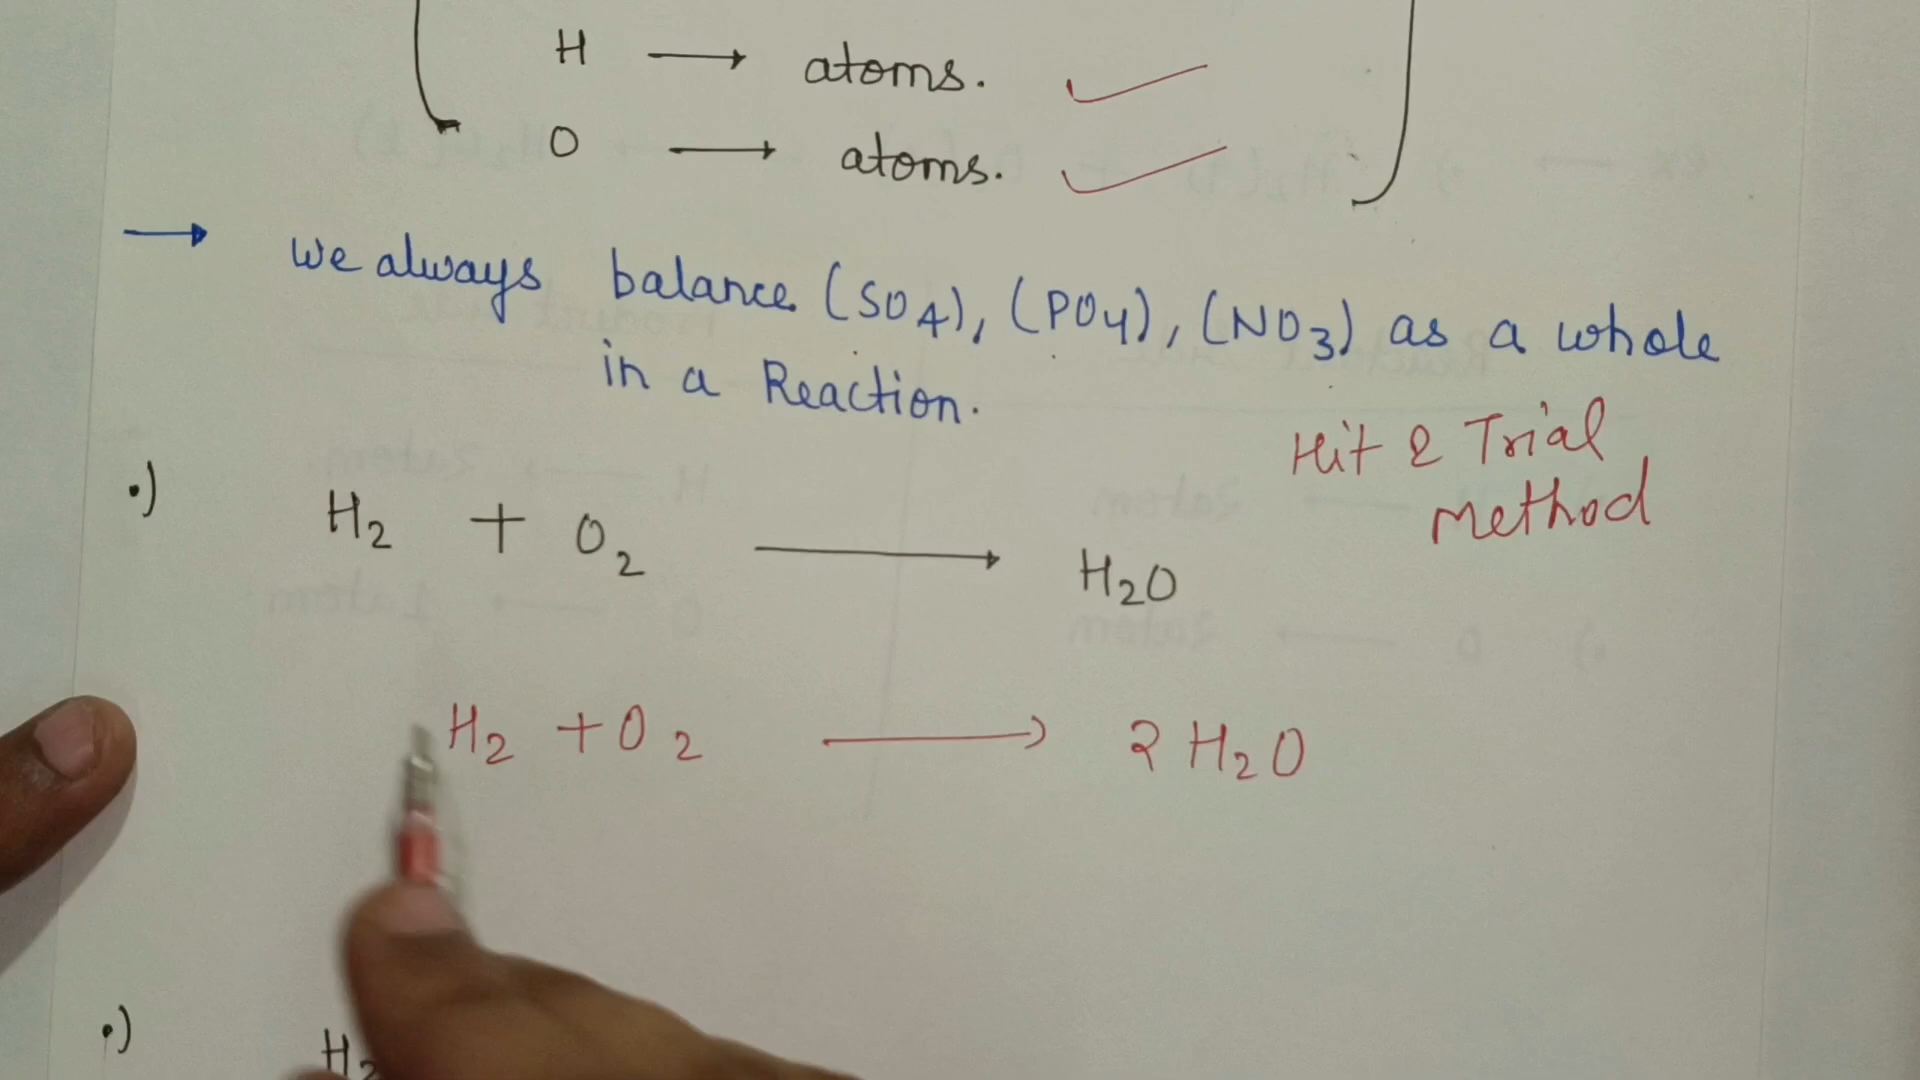 H → atoms. ✓
O → atoms. ✓
→ We always balance (SO4), (PO4), (NO3) as a whole
in a Reaction.
Hit & Trial
Method
•) H2 + O2 → H2O
H2 + O2 → 2 H2O
•) H2